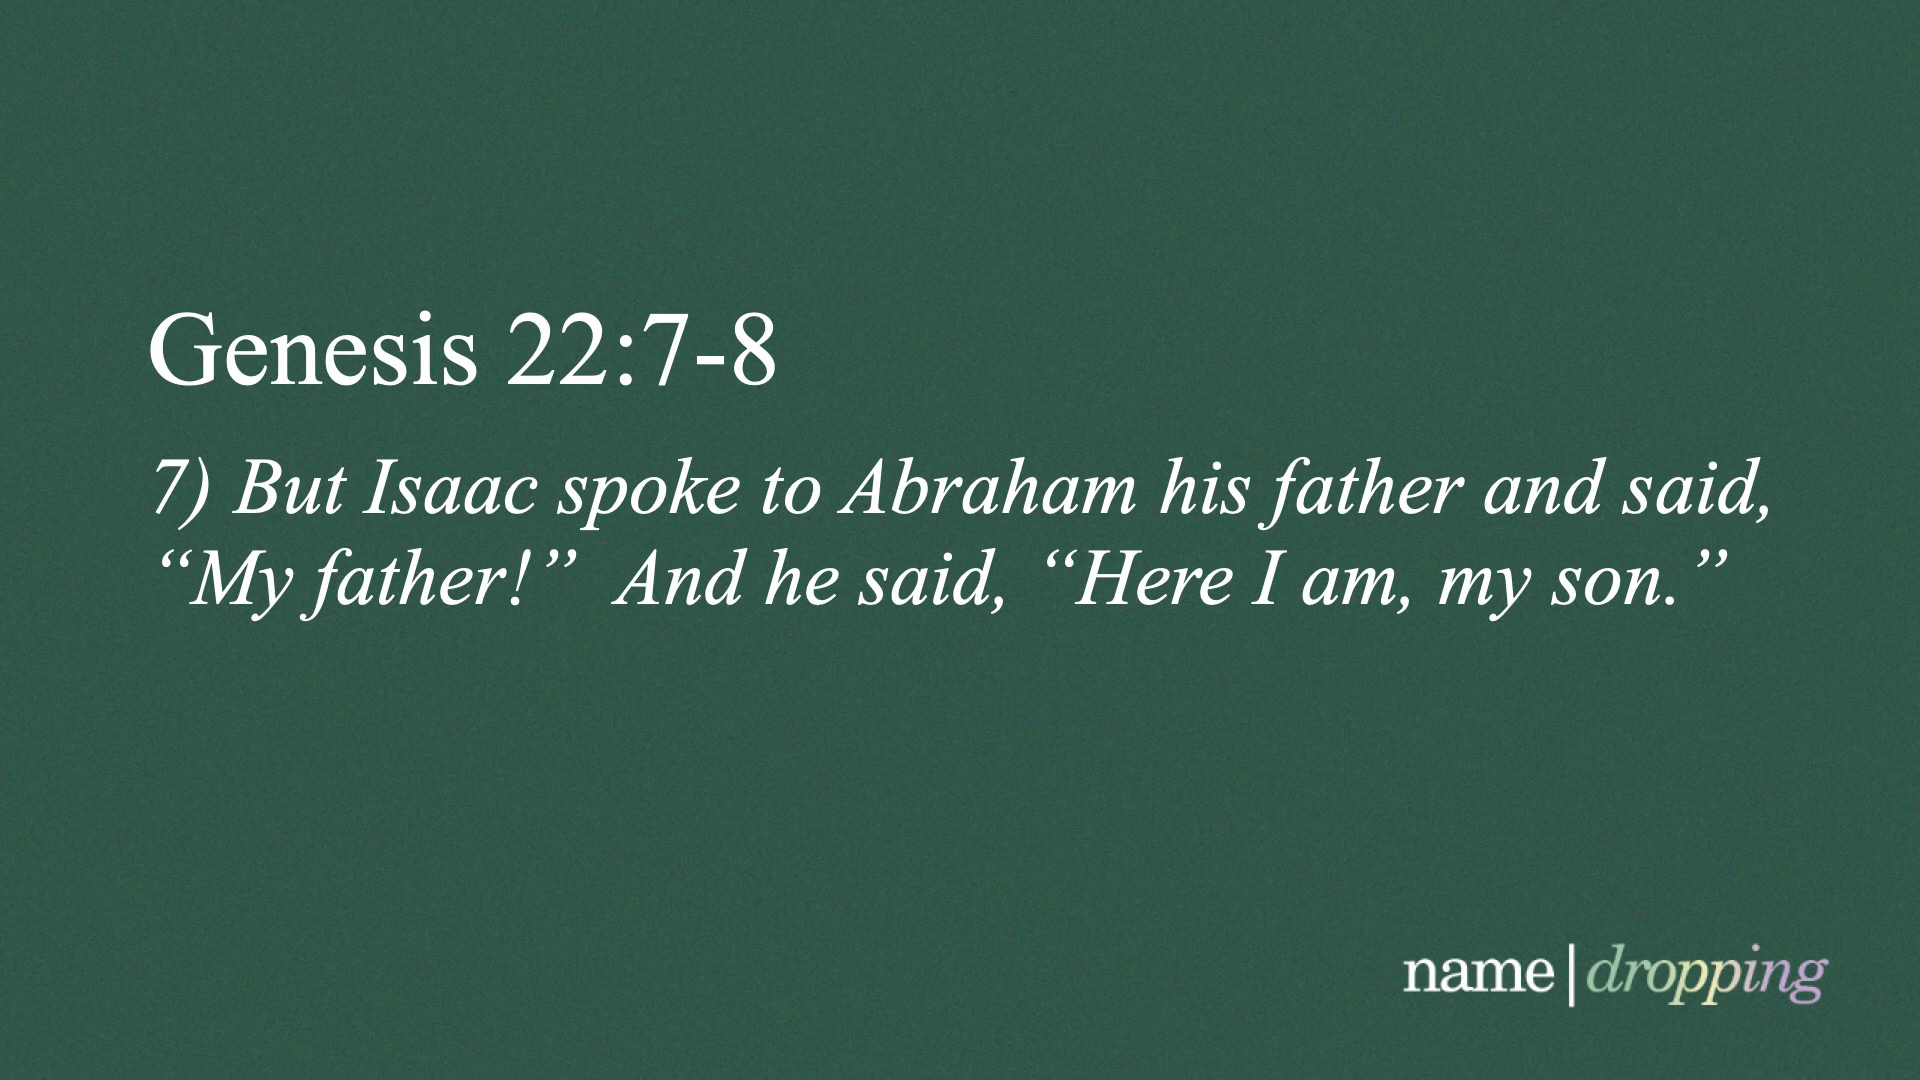 Genesis 22:7-8
7) But Isaac spoke to Abraham his father and said,
“My father!”  And he said, “Here I am, my son.”
name|dropping